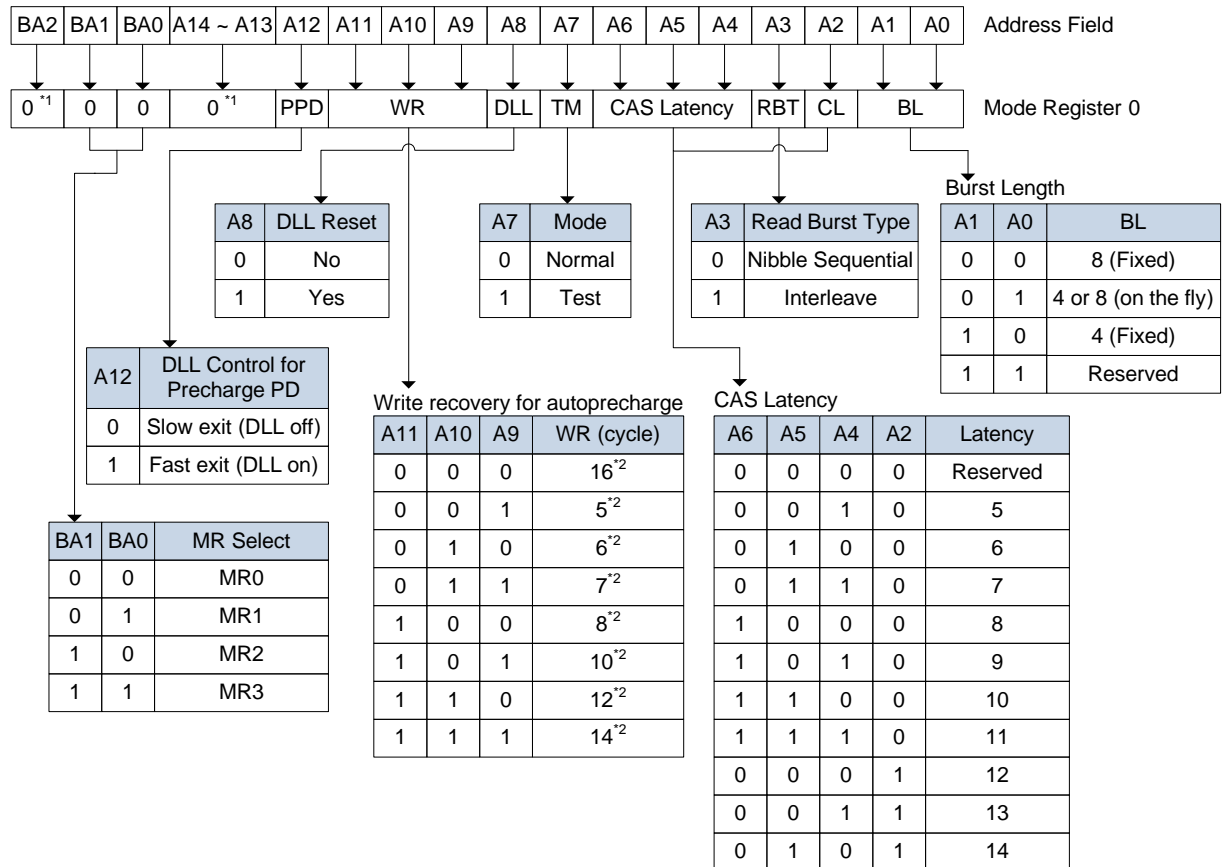 BA2 BA1 BA0 A14 ~ A13 A12 A11 A10 A9 A8 A7 A6 A5 A4 A3 A2 A1 A0 Address Field
0*1 0 0 0*1 PPD WR DLL TM CAS Latency RBT CL BL Mode Register 0
A8 DLL Reset
0 No
1 Yes
A7 Mode
0 Normal
1 Test
A3 Read Burst Type
0 Nibble Sequential
1 Interleave
Burst Length
A1 A0 BL
0 0 8 (Fixed)
0 1 4 or 8 (on the fly)
1 0 4 (Fixed)
1 1 Reserved
A12 DLL Control for
Precharge PD
0 Slow exit (DLL off)
1 Fast exit (DLL on)
BA1 BA0 MR Select
0 0 MR0
0 1 MR1
1 0 MR2
1 1 MR3
Write recovery for autoprecharge
A11 A10 A9 WR (cycle)
0 0 0 16*2
0 0 1 5*2
0 1 0 6*2
0 1 1 7*2
1 0 0 8*2
1 0 1 10*2
1 1 0 12*2
1 1 1 14*2
CAS Latency
A6 A5 A4 A2 Latency
0 0 0 0 Reserved
0 0 1 0 5
0 1 0 0 6
0 1 1 0 7
1 0 0 0 8
1 0 1 0 9
1 1 0 0 10
1 1 1 0 11
0 0 0 1 12
0 0 1 1 13
0 1 0 1 14